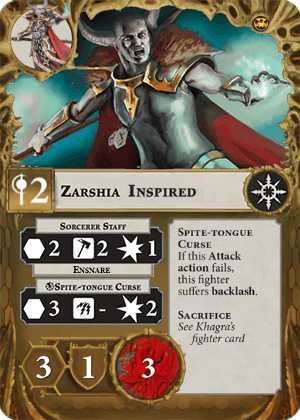 2 Zarshia Inspired
Sorcerer Staff
2 2 1
Ensnare
Spite-tongue Curse
3 - 2
Spite-tongue
Curse
If this Attack
action fails,
this fighter
suffers backlash.
Sacrifice
See Khagra's
fighter card
3 1 3